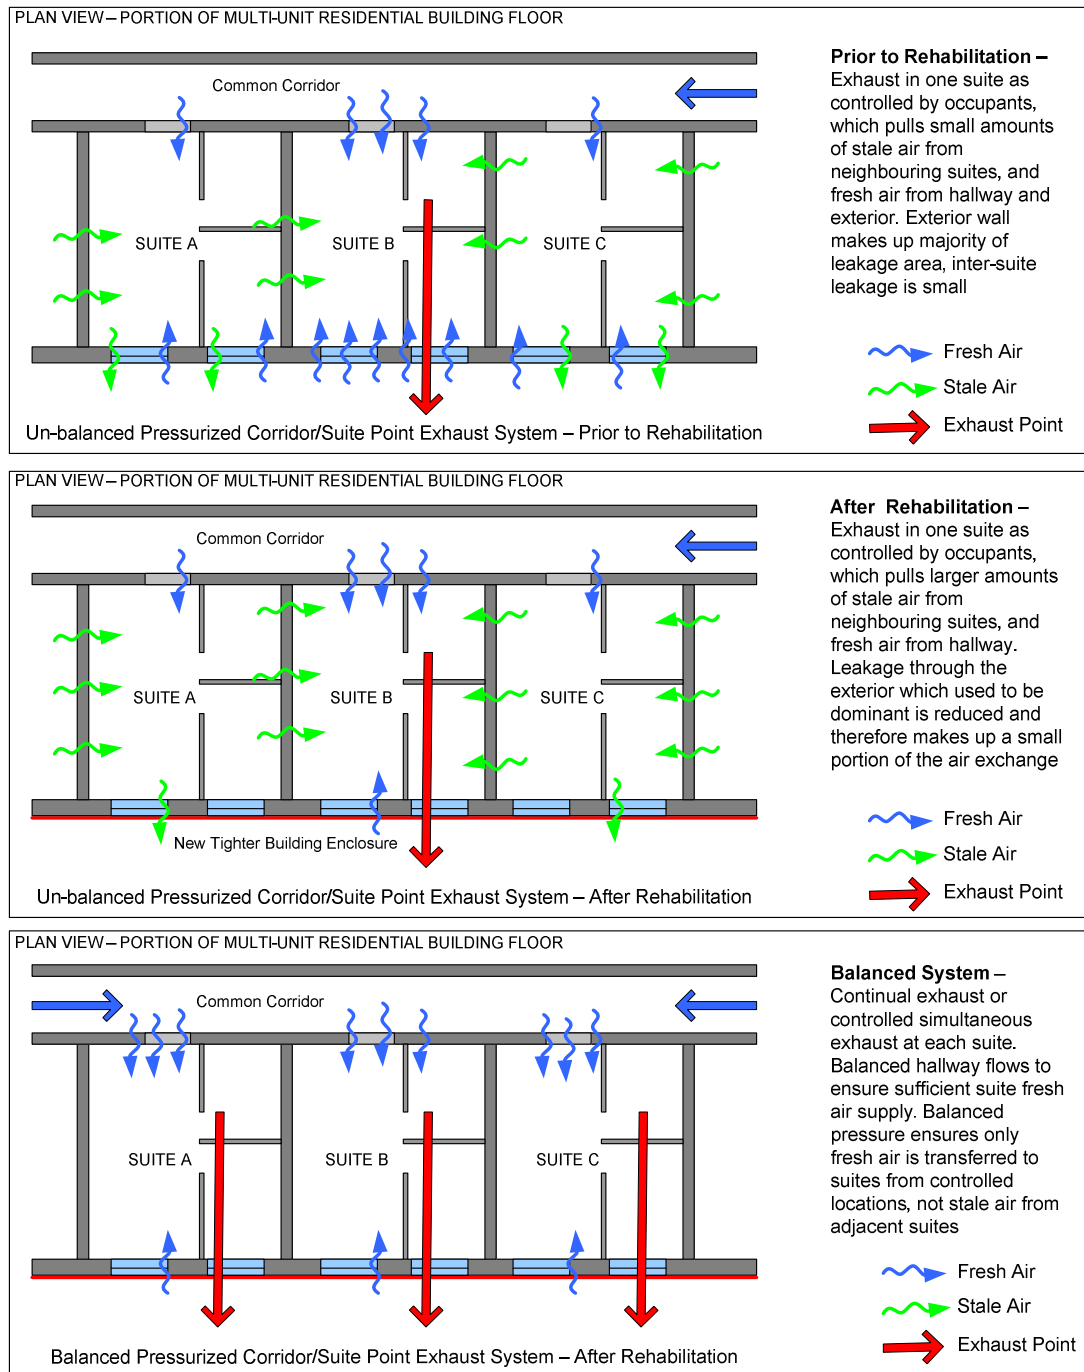 PLAN VIEW – PORTION OF MULTI-UNIT RESIDENTIAL BUILDING FLOOR
Common Corridor
SUITE A
SUITE B
SUITE C
Un-balanced Pressurized Corridor/Suite Point Exhaust System – Prior to Rehabilitation
Prior to Rehabilitation –
Exhaust in one suite as
controlled by occupants,
which pulls small amounts
of stale air from
neighbouring suites, and
fresh air from hallway and
exterior. Exterior wall
makes up majority of
leakage area, inter-suite
leakage is small
Fresh Air
Stale Air
Exhaust Point
PLAN VIEW – PORTION OF MULTI-UNIT RESIDENTIAL BUILDING FLOOR
Common Corridor
SUITE A
SUITE B
SUITE C
New Tighter Building Enclosure
Un-balanced Pressurized Corridor/Suite Point Exhaust System – After Rehabilitation
After Rehabilitation –
Exhaust in one suite as
controlled by occupants,
which pulls larger amounts
of stale air from
neighbouring suites, and
fresh air from hallway.
Leakage through the
exterior which used to be
dominant is reduced and
therefore makes up a small
portion of the air exchange
Fresh Air
Stale Air
Exhaust Point
PLAN VIEW – PORTION OF MULTI-UNIT RESIDENTIAL BUILDING FLOOR
Common Corridor
SUITE A
SUITE B
SUITE C
Balanced Pressurized Corridor/Suite Point Exhaust System – After Rehabilitation
Balanced System –
Continual exhaust or
controlled simultaneous
exhaust at each suite.
Balanced hallway flows to
ensure sufficient suite fresh
air supply. Balanced
pressure ensures only
fresh air is transferred to
suites from controlled
locations, not stale air from
adjacent suites
Fresh Air
Stale Air
Exhaust Point